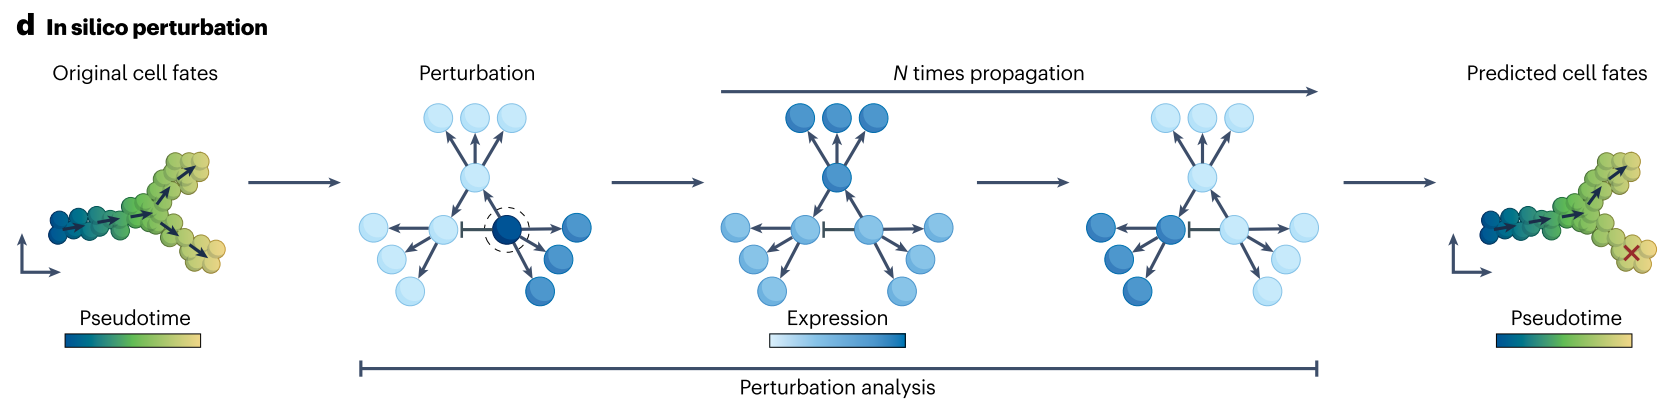 d In silico perturbation
Original cell fates
Perturbation
N times propagation
Predicted cell fates
Pseudotime
Expression
Pseudotime
Perturbation analysis